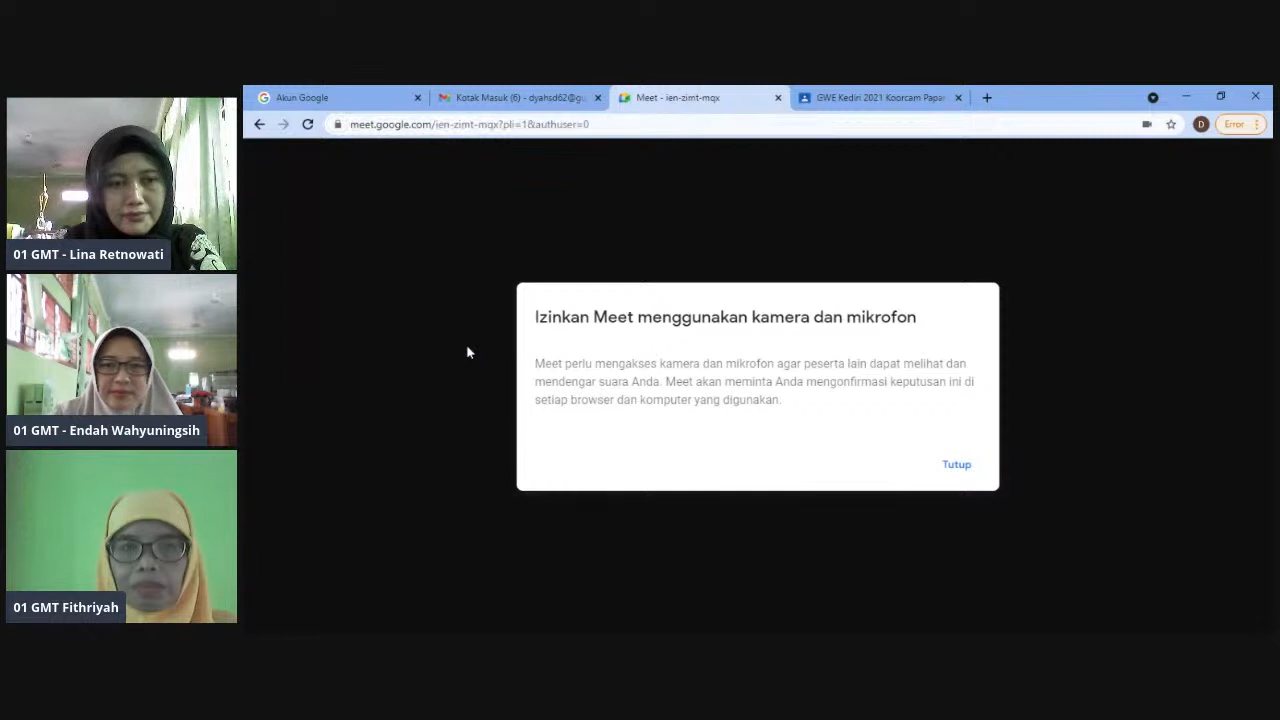 Akun Google
Kotak Masuk (6) - dyahsd62@gu
Meet - ien-zimt-mqx
GWE Kediri 2021 Koorcam Papar
meet.google.com/ien-zimt-mqx?pli=1&authuser=0
D
Error
01 GMT - Lina Retnowati
01 GMT - Endah Wahyuningsih
01 GMT Fithriyah
Izinkan Meet menggunakan kamera dan mikrofon
Meet perlu mengakses kamera dan mikrofon agar peserta lain dapat melihat dan
mendengar suara Anda. Meet akan meminta Anda mengonfirmasi keputusan ini di
setiap browser dan komputer yang digunakan.
Tutup